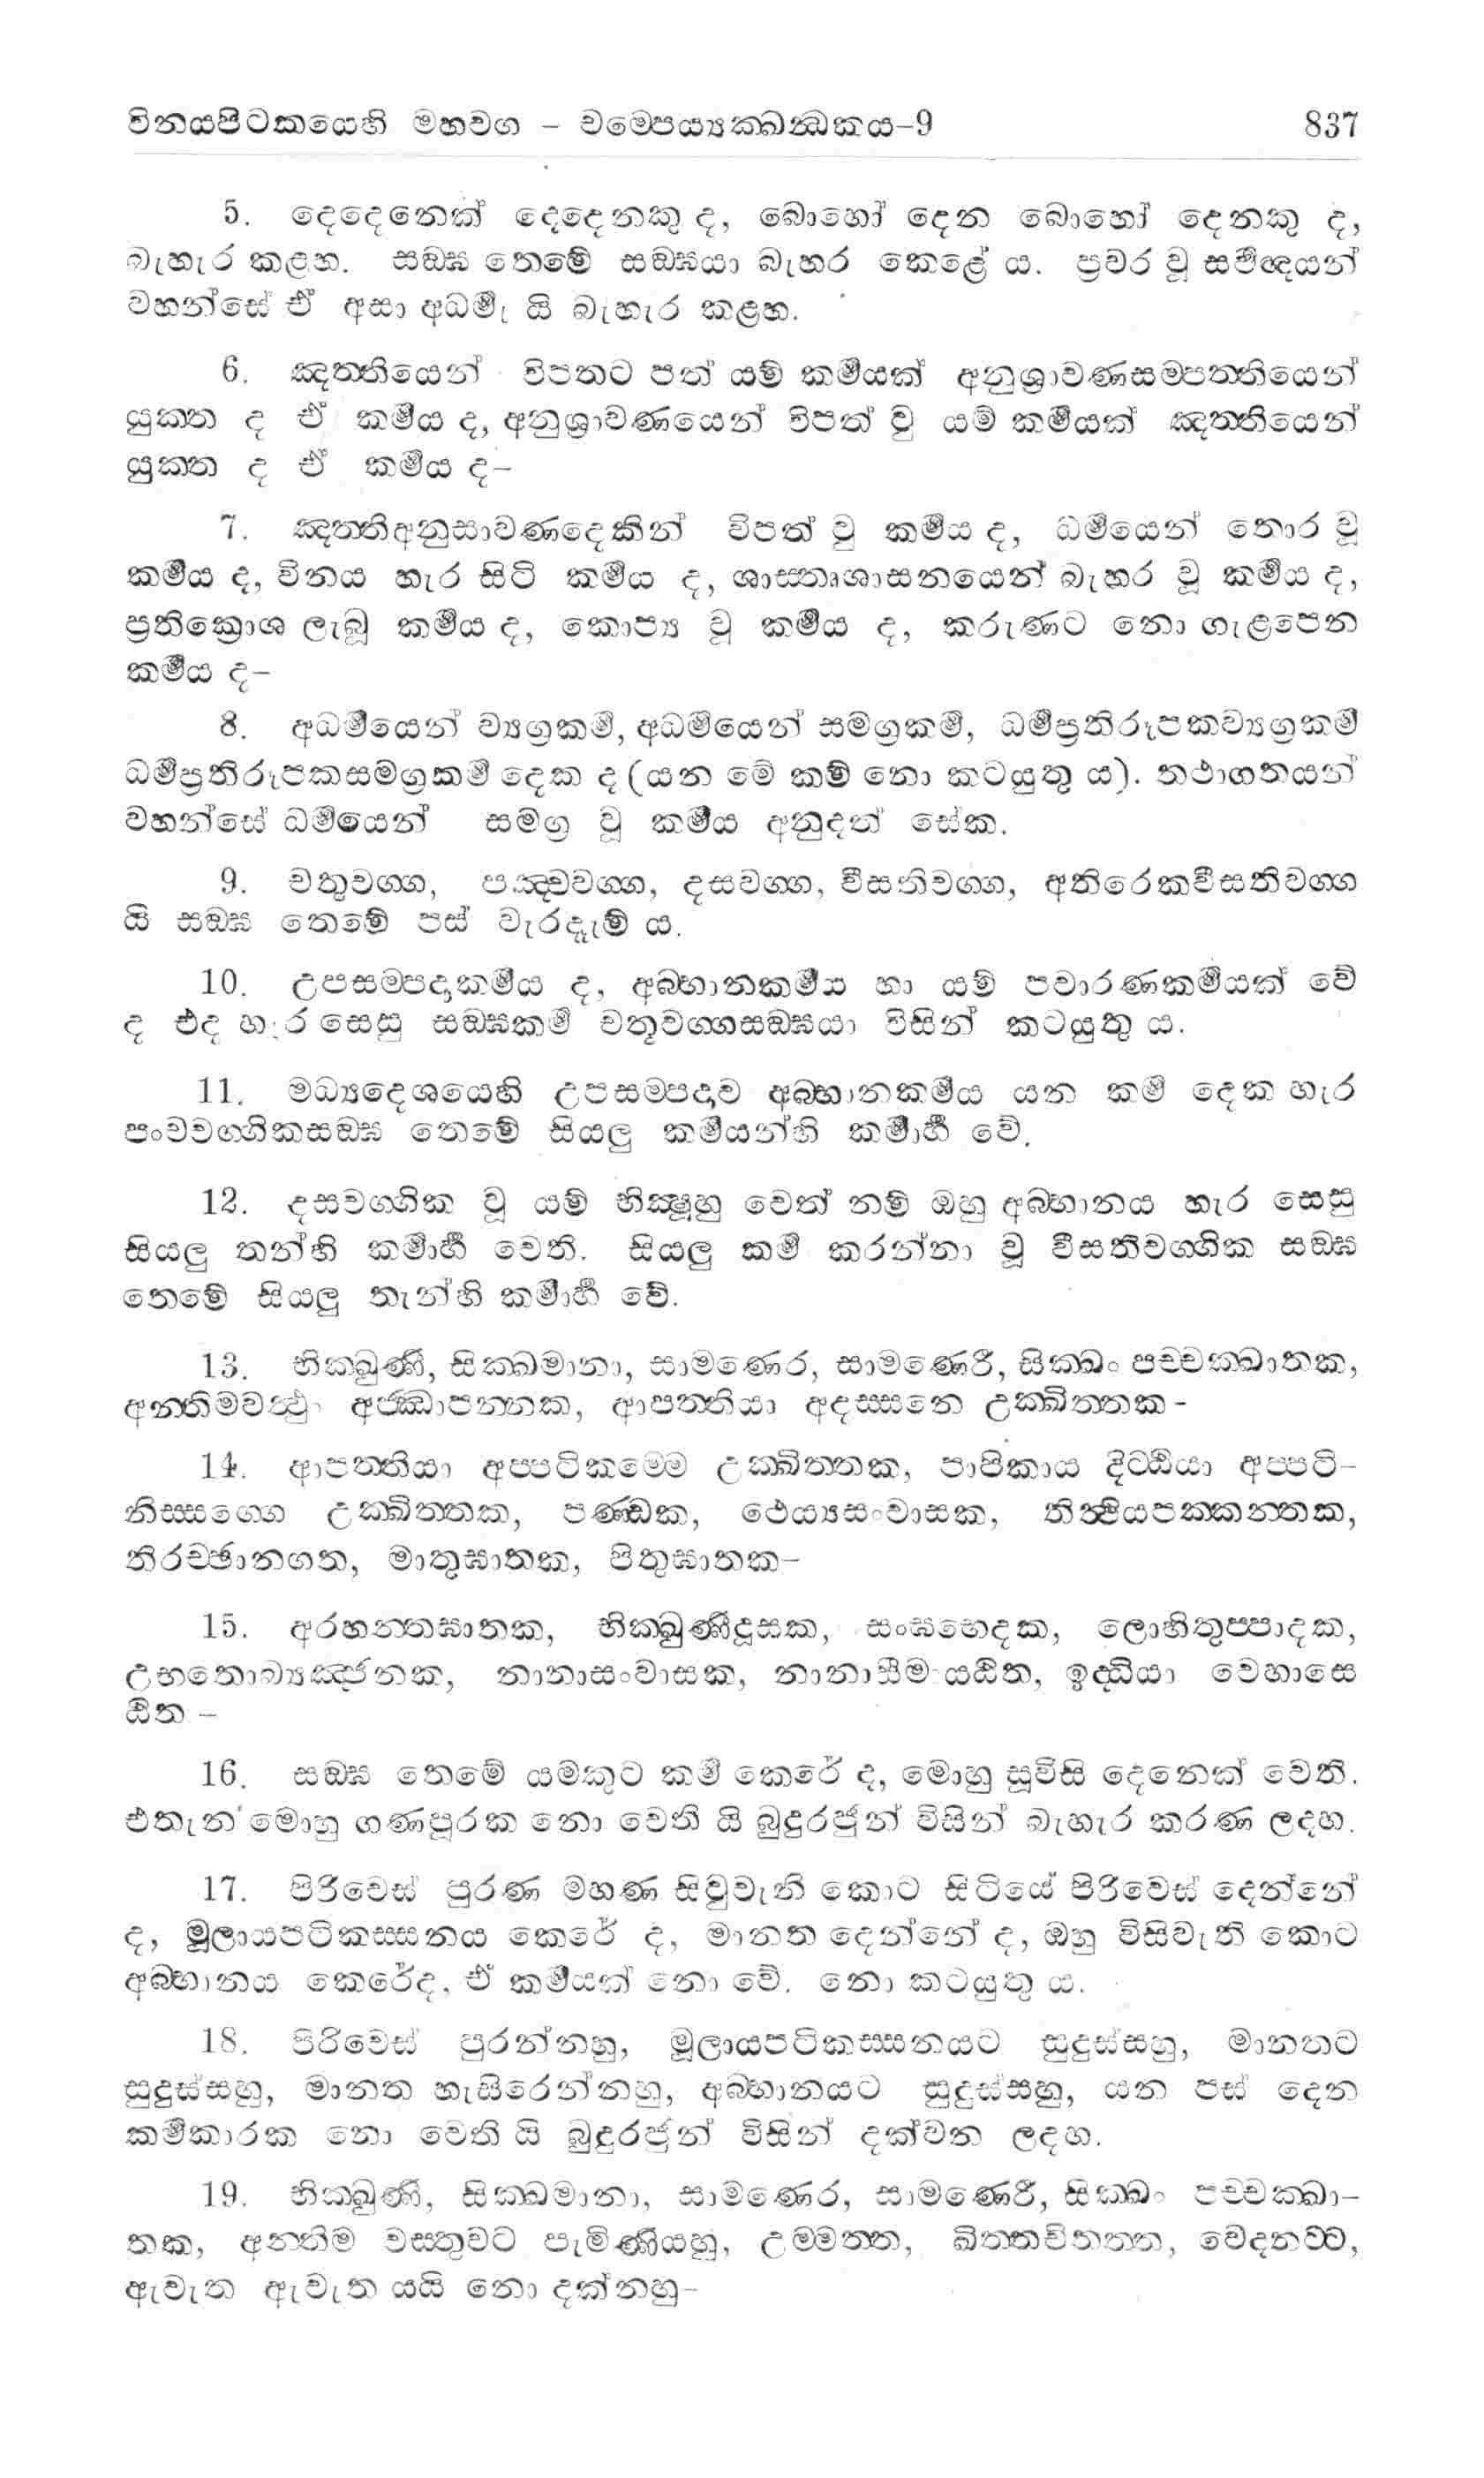 විනයපිටකයෙහි මහවග - චම්පෙය්‍යක්ඛන්ධකය-9 837
5. දෙදෙනෙක් දෙදෙනකු ද, බොහෝ දෙන බොහෝ දෙනකු ද,
බැහැර කළහ. සඞ්ඝ තෙමේ සඞ්ඝයා බැහර කෙළේ ය. ප්‍රවර වූ සර්වඥයන්
වහන්සේ ඒ අසා අධර්මැ යි බැහැර කළහ.
6. ඤත්තියෙන් විපතට පත් යම් කර්මයක් අනුශ්‍රාවණසම්පත්තියෙන්
යුක්ත ද ඒ කර්මය ද, අනුශ්‍රාවණයෙන් විපත් වූ යම් කර්මයක් ඤත්තියෙන්
යුක්ත ද ඒ කර්මය ද-
7. ඤත්තිඅනුසාවණදෙකින් විපත් වූ කර්මය ද, ධර්මයෙන් තොර වූ
කර්මය ද, විනය හැර සිටි කර්මය ද, ශාස්තෘශාසනයෙන් බැහර වූ කර්මය ද,
ප්‍රතික්‍රොශ ලැබූ කර්මය ද, කොප්‍ය වූ කර්මය ද, කරුණට නො ගැළපෙන
කර්මය ද-
8. අධර්මයෙන් ව්‍යග්‍රකර්ම, අධර්මයෙන් සමග්‍රකර්ම, ධර්මප්‍රතිරූපකව්‍යග්‍රකර්ම
ධර්මප්‍රතිරූපකසමග්‍රකර්ම දෙක ද (යන මේ කම් නො කටයුතු ය). තථාගතයන්
වහන්සේ ධර්මයෙන් සමග්‍ර වූ කර්මය අනුදත් සේක.
9. චතුවග්ග, පඤ්චවග්ග, දසවග්ග, වීසතිවග්ග, අතිරෙකවීසතිවග්ග
යි සඞ්ඝ තෙමේ පස් වැරදෑැම් ය.
10. උපසම්පදාකර්මය ද, අබ්භානකර්මය හා යම් පවාරණකර්මයක් වේ
ද එද හැර සෙසු සඞ්ඝකර්ම චතුවග්ගසඞ්ඝයා විසින් කටයුතු ය.
11. මධ්‍යදෙශයෙහි උපසම්පදාව අබ්භානකර්මය යන කර්ම දෙක හැර
පංචවග්ගිකසඞ්ඝ තෙමේ සියලු කර්මයන්හි කර්මාර්හ වේ.
12. දසවග්ගික වූ යම් භික්ෂූහු වෙත් නම් ඔහු අබ්භානය හැර සෙසු
සියලු තන්හි කර්මාර්හ වෙති. සියලු කර්ම කරන්නා වූ වීසතිවග්ගික සඞ්ඝ
තෙමේ සියලු තැන්හි කර්මාර්හ වේ.
13. භික්ඛුණී, සික්ඛමානා, සාමණෙර, සාමණෙරී, සික්ඛං පච්චක්ඛාතක,
අන්තිමවත්ථු අජ්ඣාපන්නක, ආපත්තියා අදස්සනෙ උක්ඛිත්තක-
14. ආපත්තියා අප්පටිකම්මෙ උක්ඛිත්තක, පාපිකාය දිට්ඨියා අප්පටි-
නිස්සග්ගෙ උක්ඛිත්තක, පණ්ඩක, ථෙය්‍යසංවාසක, තිත්ථියපක්කන්තක,
තිරච්ඡානගත, මාතුඝාතක, පිතුඝාතක-
15. අරහන්තඝාතක, භික්ඛුණීදූසක, සංඝභෙදක, ලොහිතුප්පාදක,
උභතොබ්‍යඤ්ජනක, නානාසංවාසක, නානාසීමායඨිත, ඉද්ධියා වෙහාසෙ
ඨිත -
16. සඞ්ඝ තෙමේ යමකුට කර්ම කෙරේ ද, මොහු සූවිසි දෙනෙක් වෙති.
එතැන මොහු ගණපූරක නො වෙති යි බුදුරජුන් විසින් බැහැර කරණ ලදහ.
17. පිරිවෙස් පුරණ මහණ සිවුවැනි කොට සිටියේ පිරිවෙස් දෙන්නේ
ද, මූලායපටිකස්සනය කෙරේ ද, මානත දෙන්නේ ද, ඔහු විසිවැනි කොට
අබ්භානය කෙරේද, ඒ කර්මයක් නො වේ. නො කටයුතු ය.
18. පිරිවෙස් පුරන්නහු, මූලායපටිකස්සනයට සුදුස්සහු, මානතට
සුදුස්සහු, මානත හැසිරෙන්නහු, අබ්භානයට සුදුස්සහු, යන පස් දෙන
කර්මකාරක නො වෙති යි බුදුරජුන් විසින් දක්වන ලදහ.
19. භික්ඛුණී, සික්ඛමානා, සාමණෙර, සාමණෙරී, සික්ඛං පච්චක්ඛා-
තක, අන්තිම වස්තුවට පැමිණියහු, උම්මත්ත, ඛිත්තචිත්තත්ත, වෙදනට්ට,
ඇවැත ඇවැත යයි නො දක්නහු-